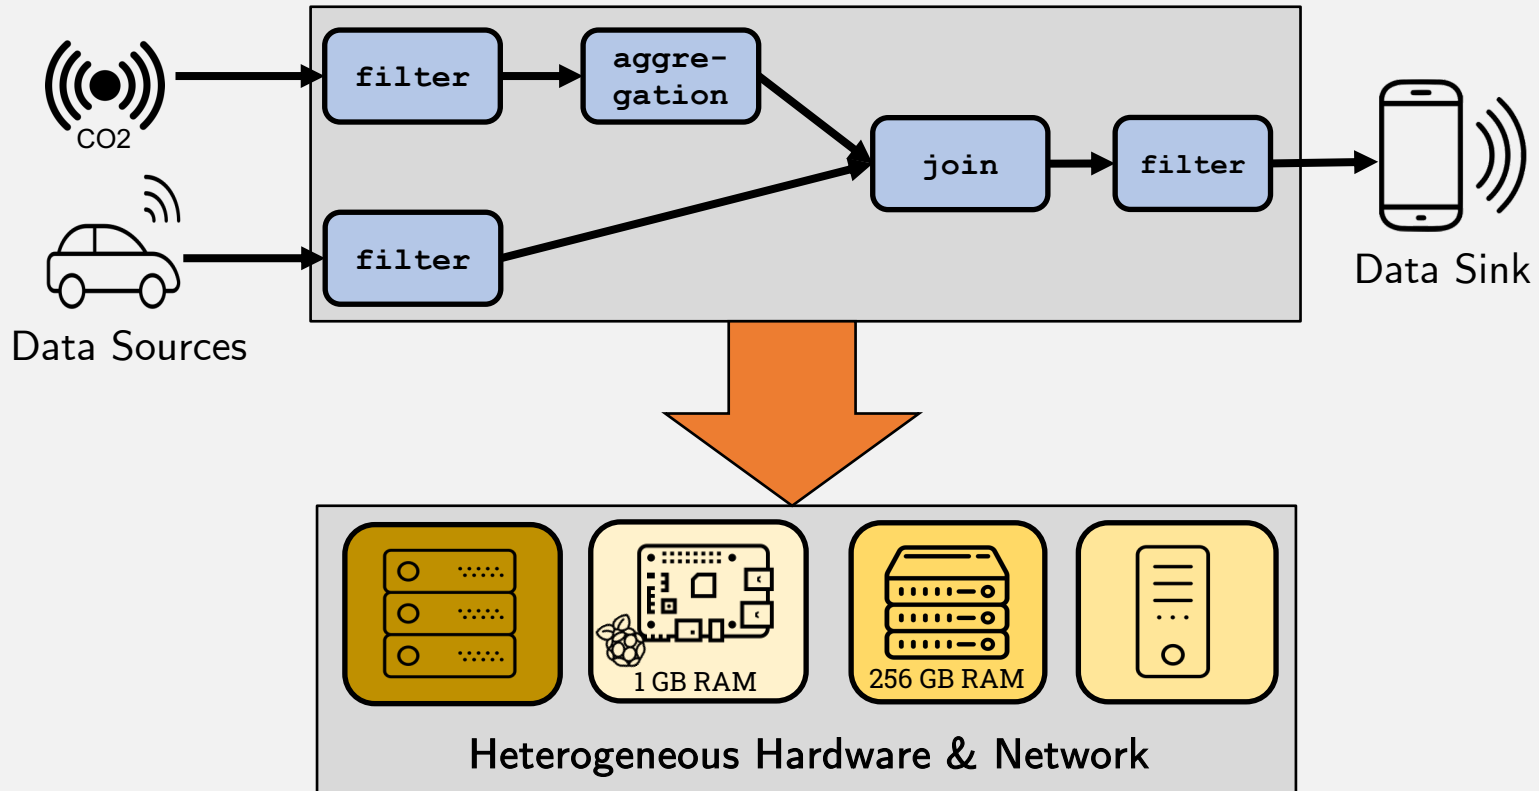 CO2
Data Sources
filter
aggre-
gation
filter
join
filter
Data Sink
1 GB RAM
256 GB RAM
Heterogeneous Hardware & Network